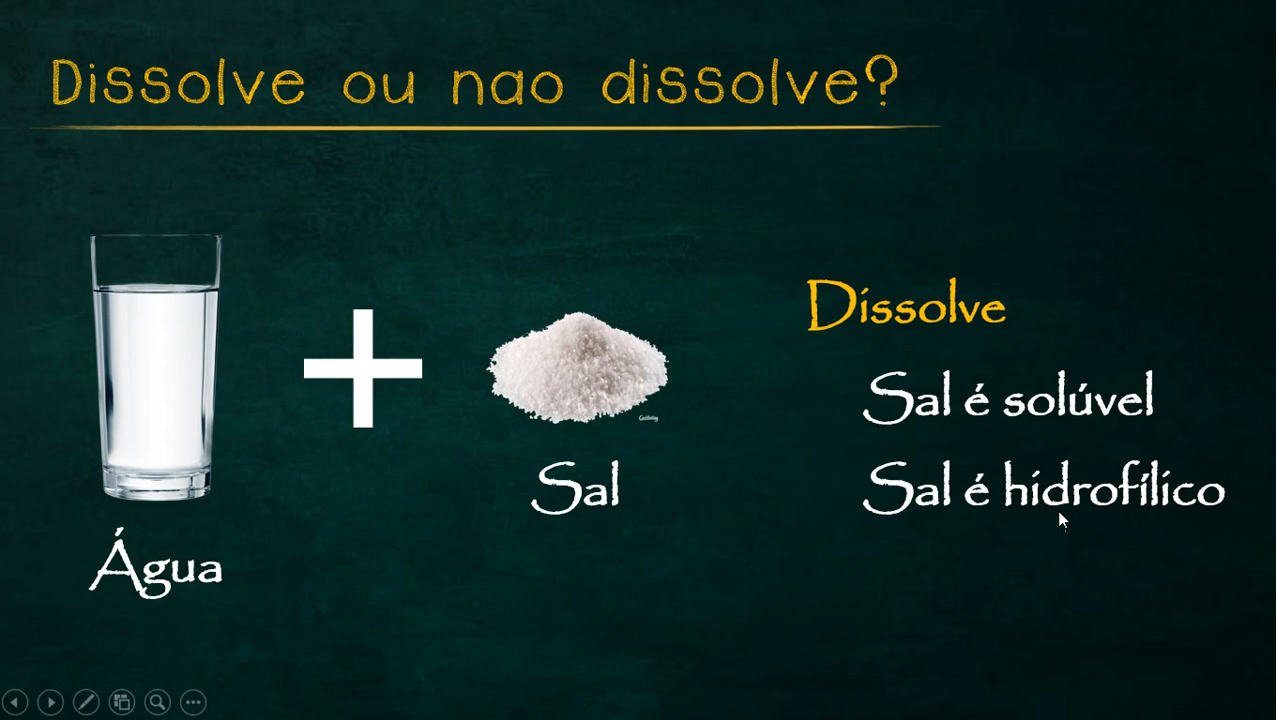 Dissolve ou nao dissolve?
Dissolve
Sal é solúvel
Sal é hidrofílico
Sal
Água